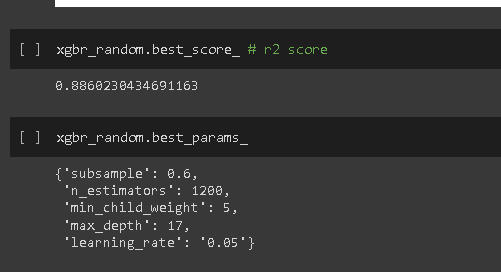 [ ] xgbr_random.best_score_ # r2 score
0.8860230434691163
[ ] xgbr_random.best_params_
{'subsample': 0.6,
'n_estimators': 1200,
'min_child_weight': 5,
'max_depth': 17,
'learning_rate': '0.05'}